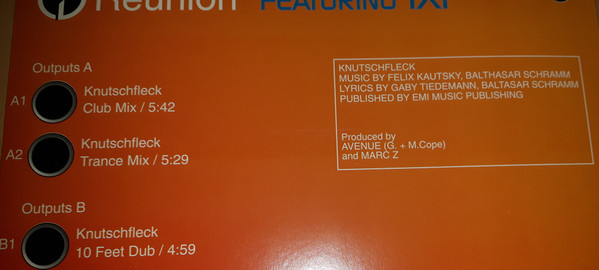 Reunion FEATURING IXI
Outputs A
A1 Knutschfleck
Club Mix / 5:42
A2 Knutschfleck
Trance Mix / 5:29
Outputs B
B1 Knutschfleck
10 Feet Dub / 4:59
KNUTSCHFLECK
MUSIC BY FELIX KAUTSKY, BALTHASAR SCHRAMM
LYRICS BY GABY TIEDEMANN, BALTASAR SCHRAMM
PUBLISHED BY EMI MUSIC PUBLISHING
Produced by
AVENUE (G. + M.Cope)
and MARC Z